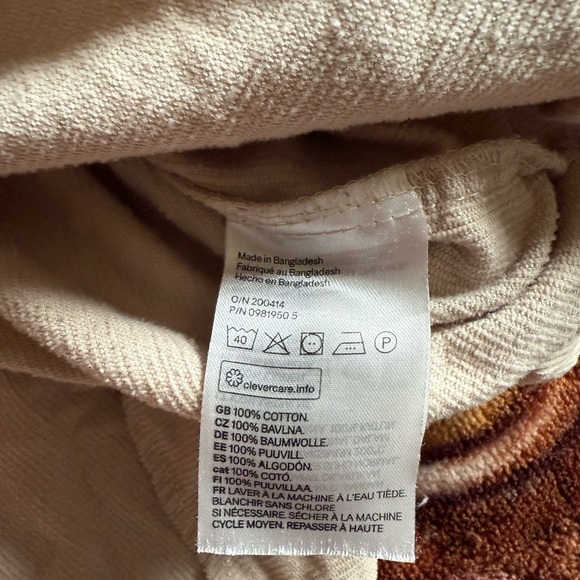 Made in Bangladesh
Fabriqué au Bangladesh
Hecho en Bangladesh
O/N 200414
P/N 0981950 5
40 P
clevercare.info
GB 100% COTTON.
CZ 100% BAVLNA.
DE 100% BAUMWOLLE.
EE 100% PUUVILL.
ES 100% ALGODÓN.
cat 100% COTÓ.
FI 100% PUUVILLAA.
FR LAVER À LA MACHINE À L'EAU TIÈDE.
BLANCHIR SANS CHLORE
SI NÉCESSAIRE. SÉCHER À LA MACHINE
CYCLE MOYEN. REPASSER À HAUTE